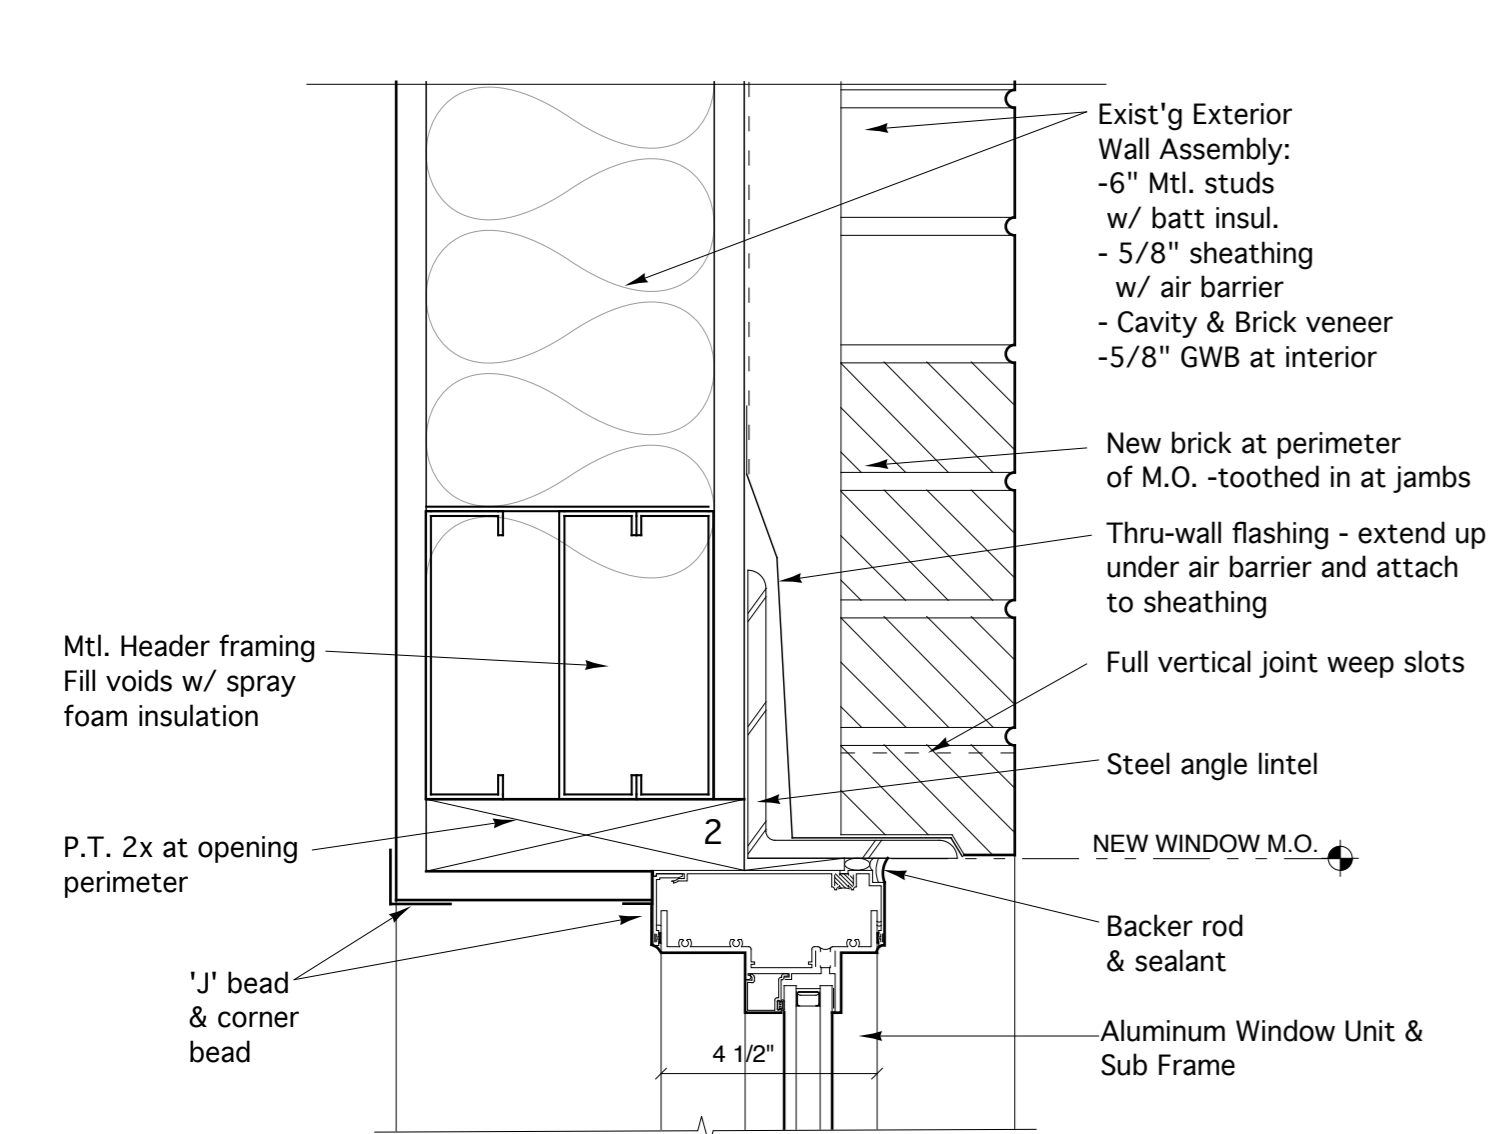 Exist'g Exterior
Wall Assembly:
-6" Mtl. studs
w/ batt insul.
- 5/8" sheathing
w/ air barrier
- Cavity & Brick veneer
-5/8" GWB at interior
New brick at perimeter
of M.O. -toothed in at jambs
Thru-wall flashing - extend up
under air barrier and attach
to sheathing
Mtl. Header framing
Fill voids w/ spray
foam insulation
Full vertical joint weep slots
Steel angle lintel
2
P.T. 2x at opening
perimeter
NEW WINDOW M.O.
Backer rod
& sealant
'J' bead
& corner
bead
Aluminum Window Unit &
Sub Frame
4 1/2"